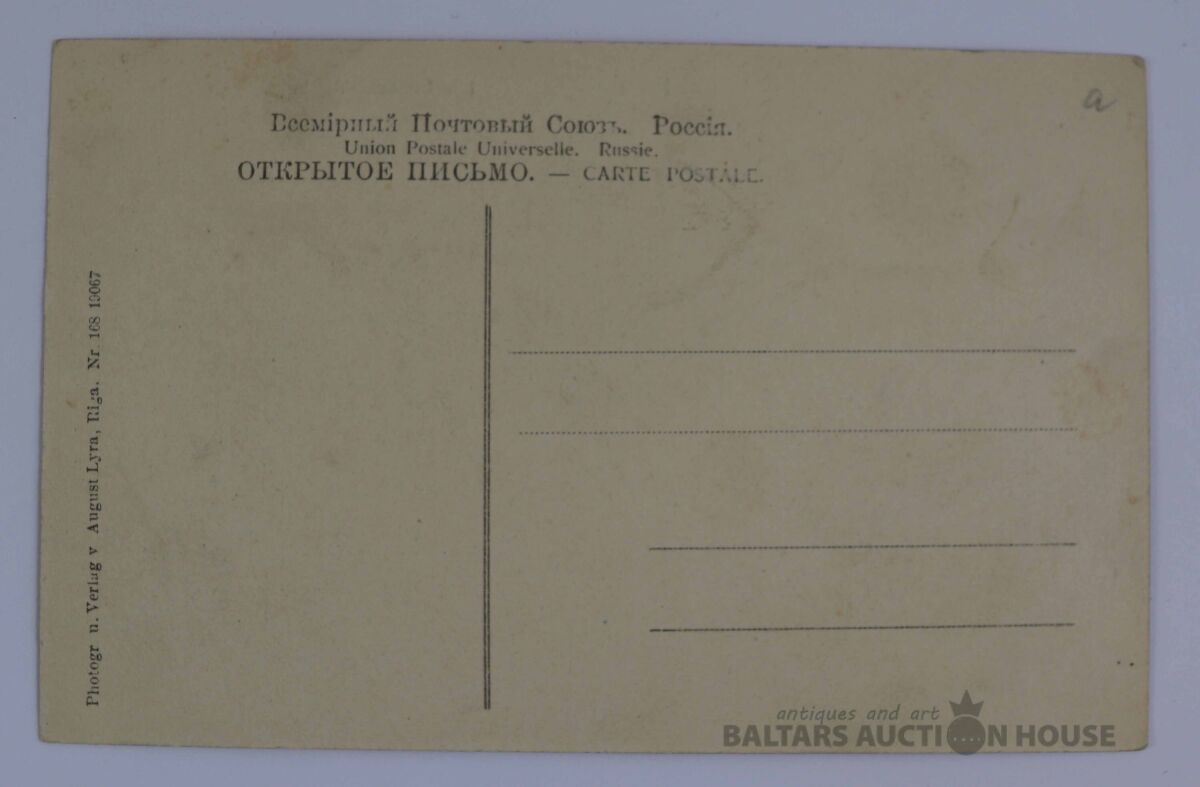 Всемірный Почтовый Союзъ. Россія.
Union Postale Universelle. Russie.
ОТКРЫТОЕ ПИСЬМО. — CARTE POSTALE.
a
Photogr u. Verlag v August Lyra, Riga. Nr. 168 19067
antiques and art
BALTARS AUCTION HOUSE